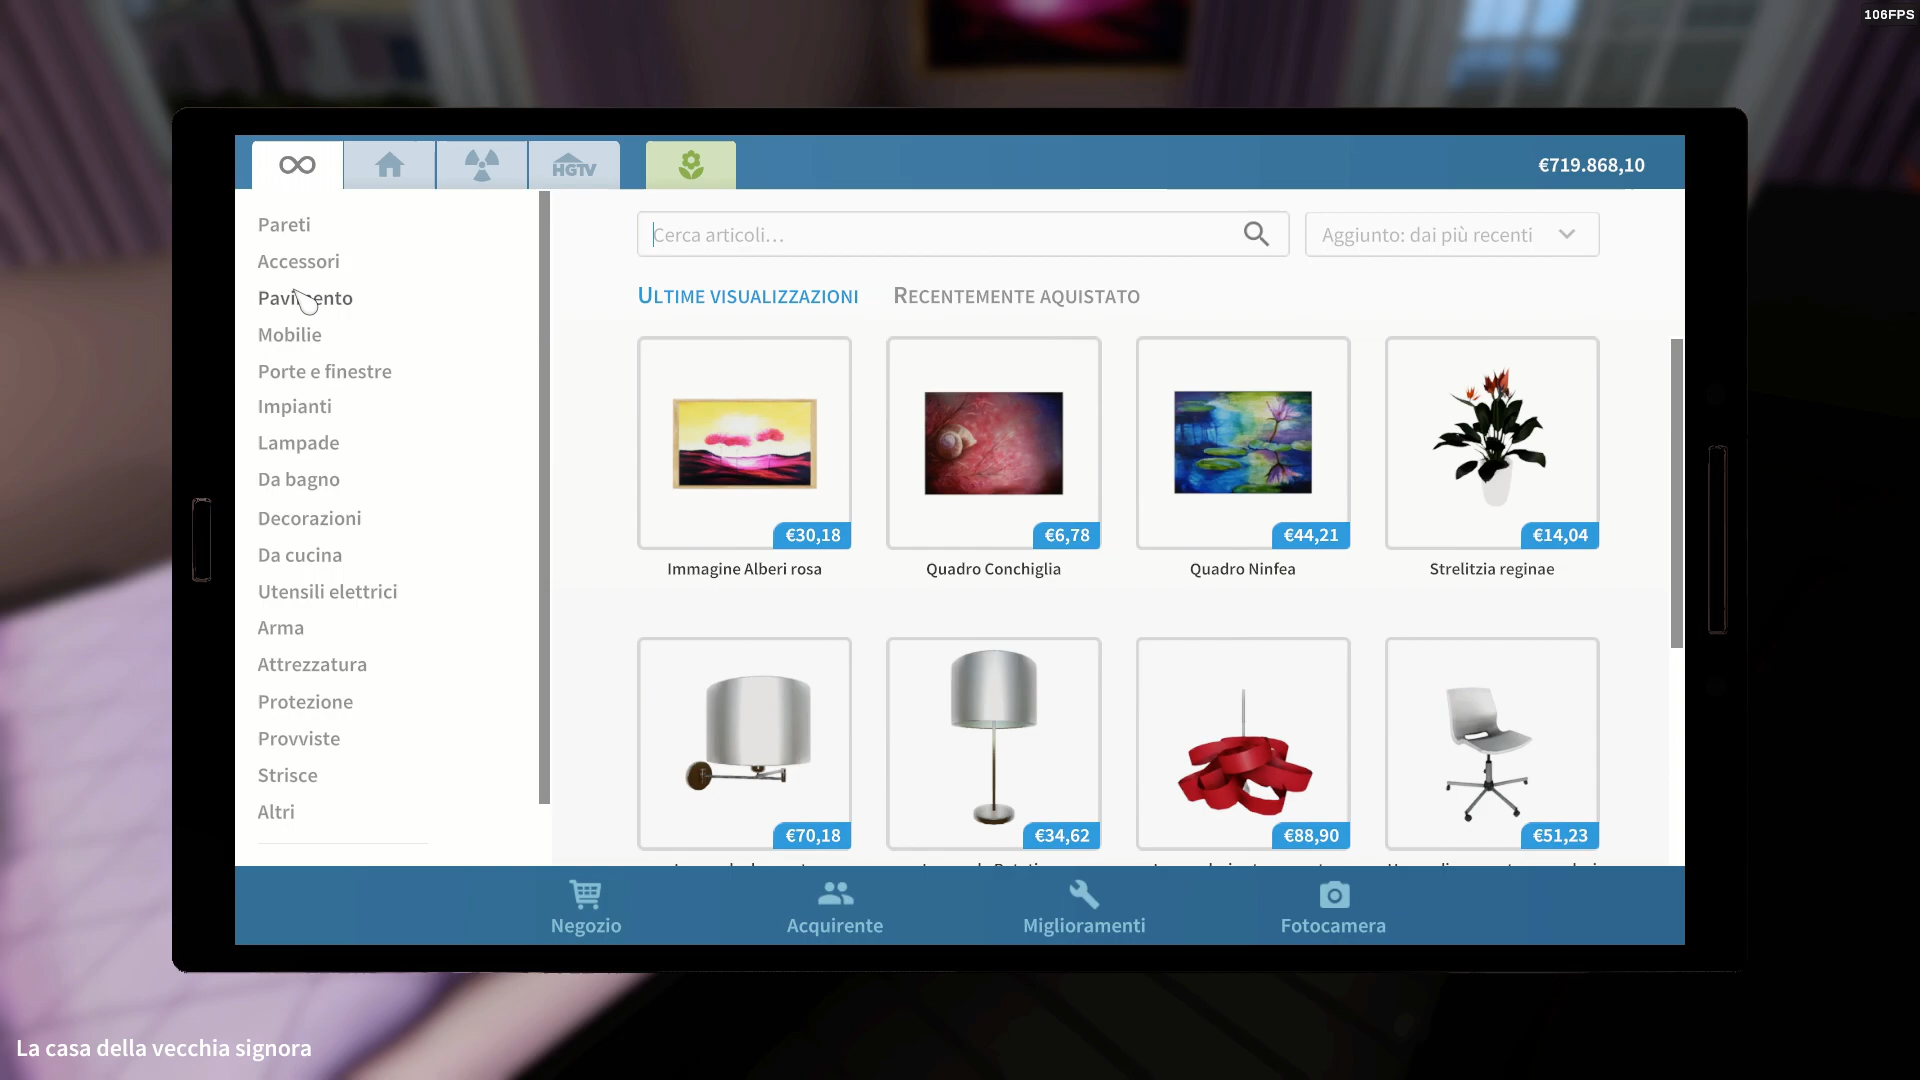 106FPS
HGTV
€719.868,10
Pareti
Accessori
Pavimento
Mobilie
Porte e finestre
Impianti
Lampade
Da bagno
Decorazioni
Da cucina
Utensili elettrici
Arma
Attrezzatura
Protezione
Provviste
Strisce
Altri
Cerca articoli...
Aggiunto: dai più recenti
Ultime visualizzazioni
Recentemente aquistato
€30,18
€6,78
€44,21
€14,04
Immagine Alberi rosa
Quadro Conchiglia
Quadro Ninfea
Strelitzia reginae
€70,18
€34,62
€88,90
€51,23
Negozio
Acquirente
Miglioramenti
Fotocamera
La casa della vecchia signora